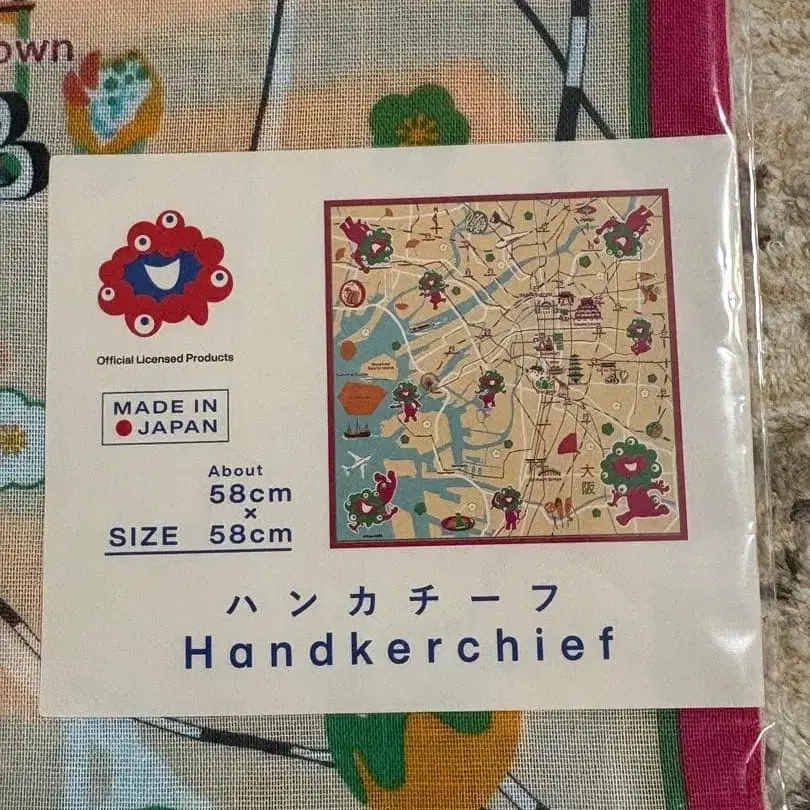 own
B
Official Licensed Products
MADE IN
JAPAN
About
58cm
×
SIZE 58cm
大阪
ハンカチーフ
Handkerchief